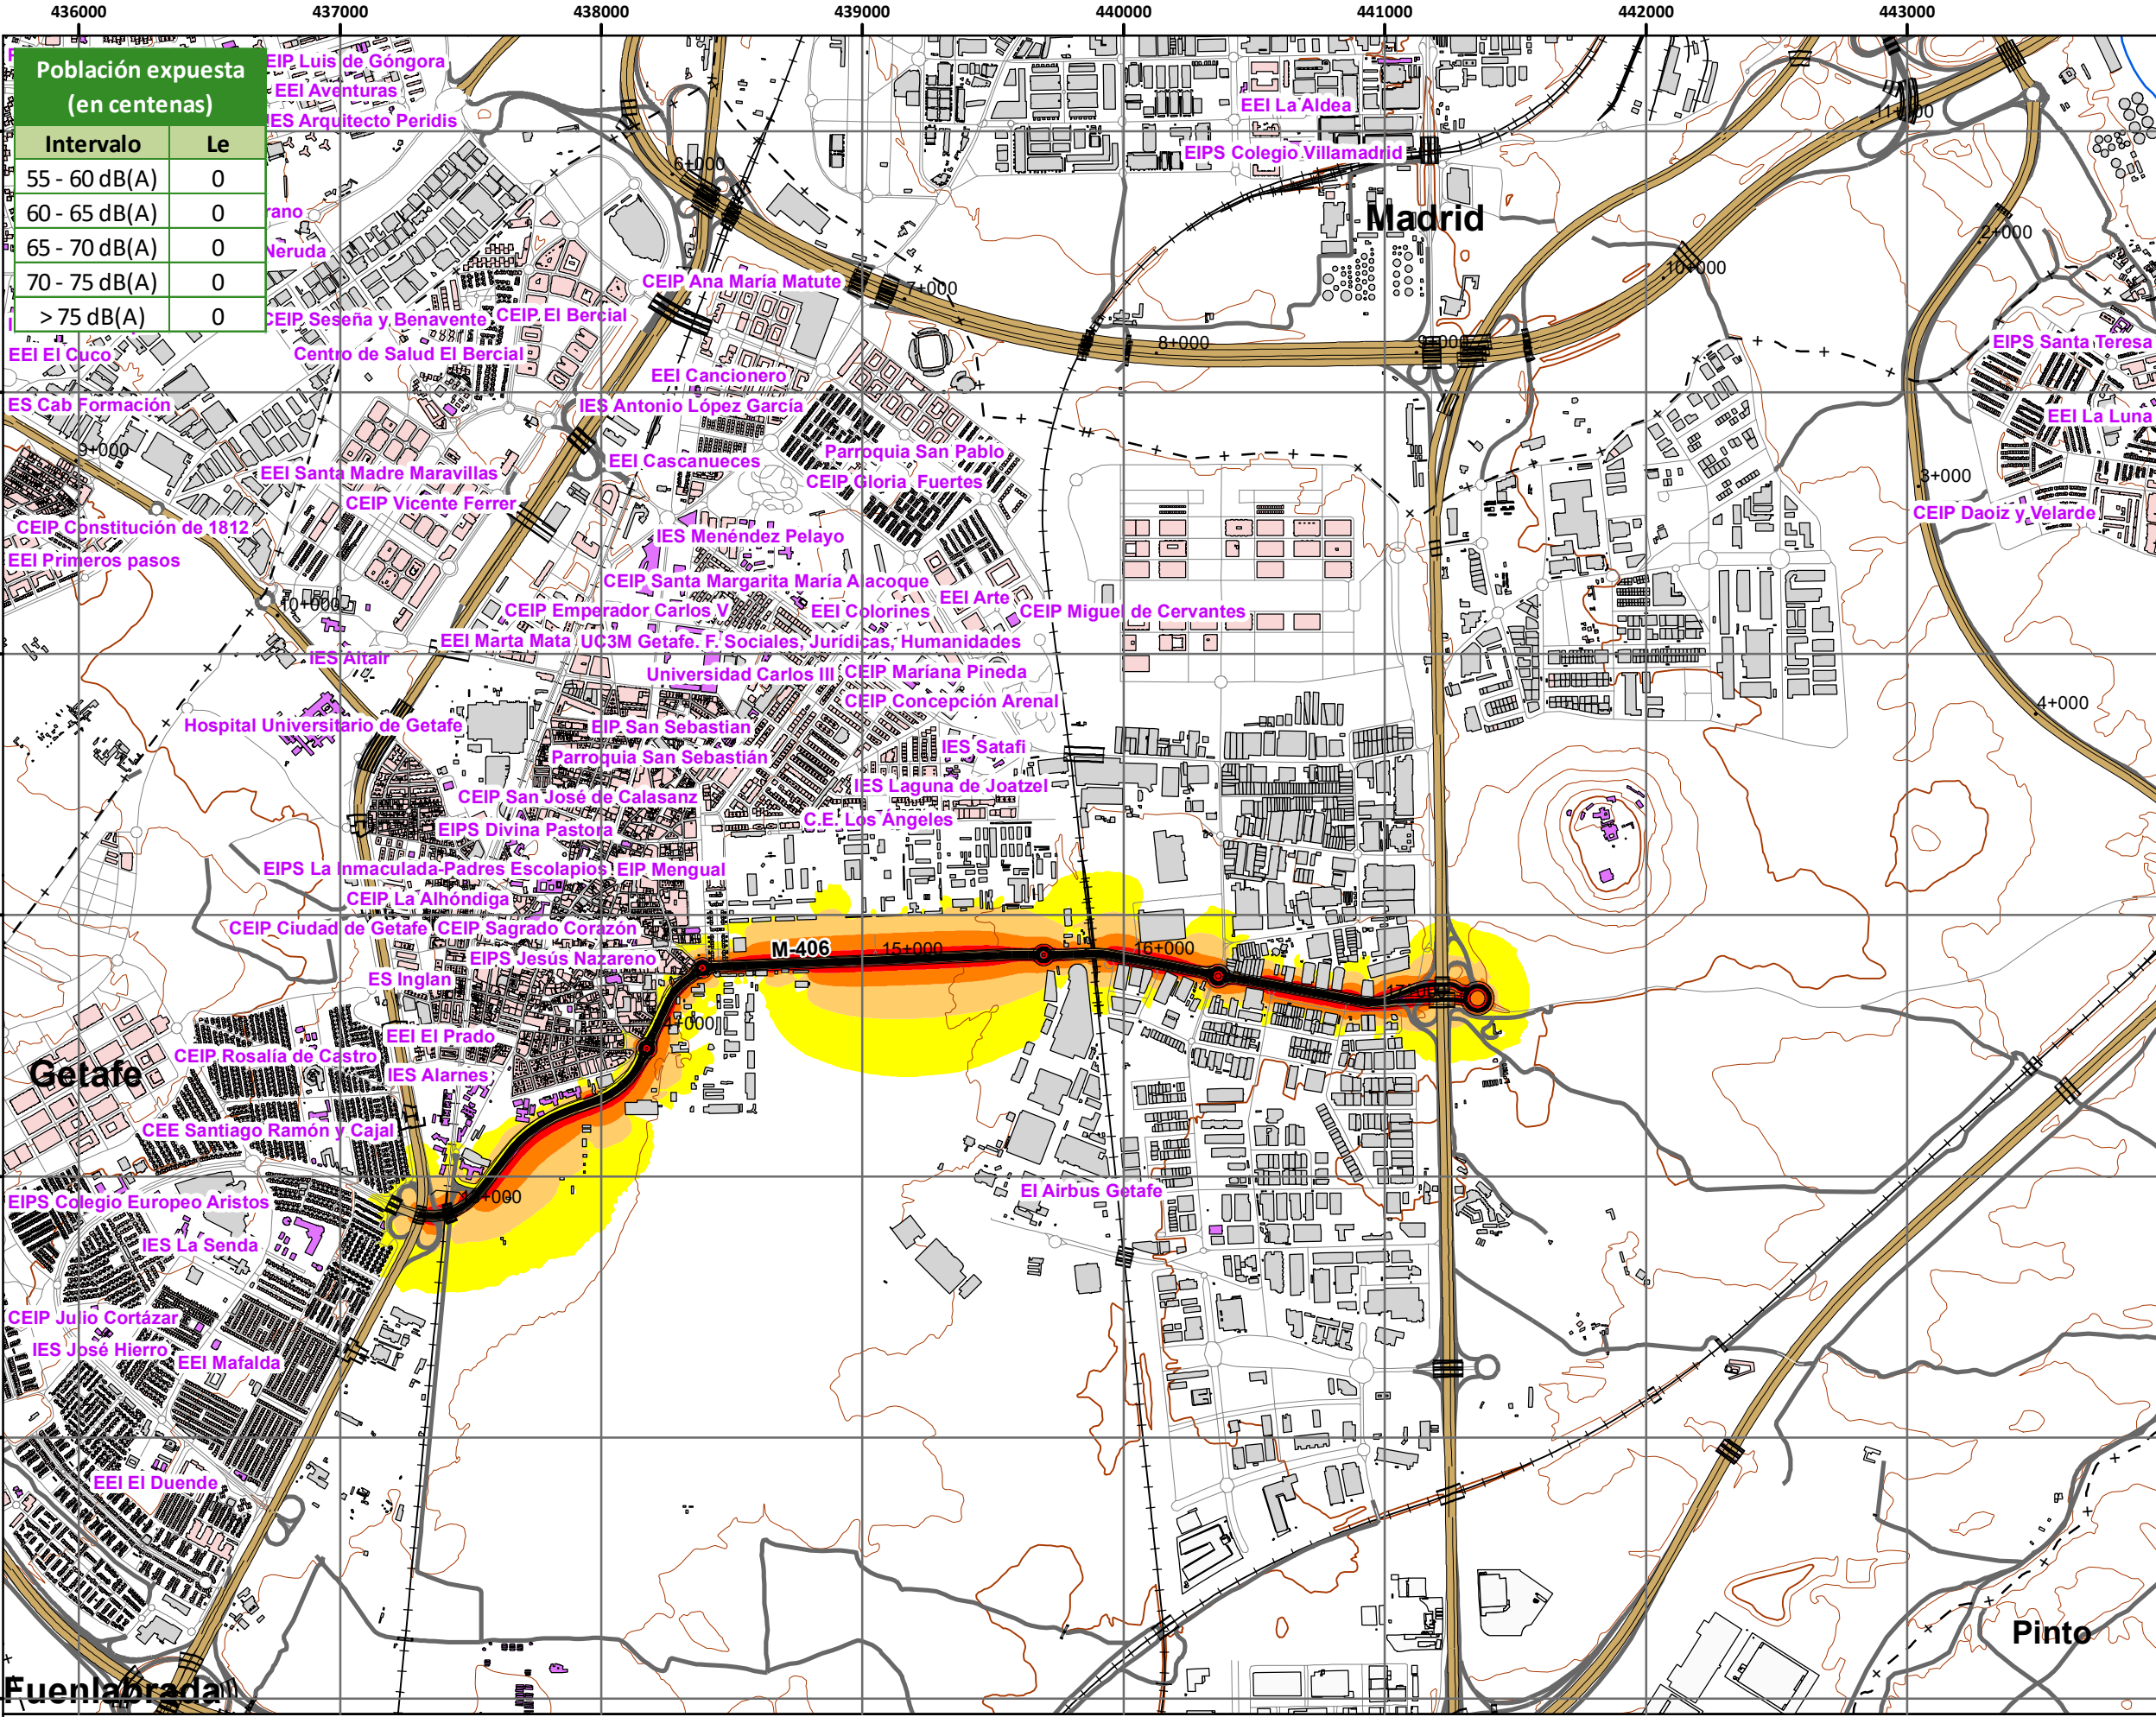 436000 437000 438000 439000 440000 441000 442000 443000
Población expuesta
(en centenas)
Intervalo Le
55 - 60 dB(A) 0
60 - 65 dB(A) 0
65 - 70 dB(A) 0
70 - 75 dB(A) 0
> 75 dB(A) 0
EIP Luis de Góngora
EEI Aventuras
IES Arquitecto Peridis
EEI La Aldea
11+000
EIPS Colegio Villamadrid
6+000
rano
Madrid
2+000
Neruda
10+000
CEIP Ana María Matute
7+000
CEIP Seseña y Benavente
CEIP El Bercial
8+000
9+000
EIPS Santa Teresa
EEI El Cuco
Centro de Salud El Bercial
EEI Cancionero
ES Cab Formación
IES Antonio López García
EEI La Luna
9+000
Parroquia San Pablo
EEI Cascanueces
EEI Santa Madre Maravillas
CEIP Gloria Fuertes
3+000
CEIP Vicente Ferrer
CEIP Daoiz y Velarde
CEIP Constitución de 1812
IES Menéndez Pelayo
EEI Primeros pasos
CEIP Santa Margarita María Alacoque
EEI Arte
10+000
CEIP Emperador Carlos V
EEI Colorines
CEIP Miguel de Cervantes
EEI Marta Mata
UC3M Getafe. F. Sociales, Jurídicas, Humanidades
IES Altair
Universidad Carlos III
CEIP Mariana Pineda
CEIP Concepción Arenal
4+000
Hospital Universitario de Getafe
EIP San Sebastian
IES Satafi
Parroquia San Sebastián
IES Laguna de Joatzel
CEIP San José de Calasanz
C.E. Los Ángeles
EIPS Divina Pastora
EIPS La Inmaculada-Padres Escolapios
EIP Mengual
CEIP La Alhóndiga
CEIP Ciudad de Getafe
CEIP Sagrado Corazón
M-406
15+000
16+000
EIPS Jesús Nazareno
ES Inglan
EEI El Prado
CEIP Rosalía de Castro
Getafe
IES Alarnes
CEE Santiago Ramón y Cajal
EIPS Colegio Europeo Aristos
EI Airbus Getafe
IES La Senda
CEIP Julio Cortázar
IES José Hierro
EEI Mafalda
EEI El Duende
Pinto
Fuenlabrada